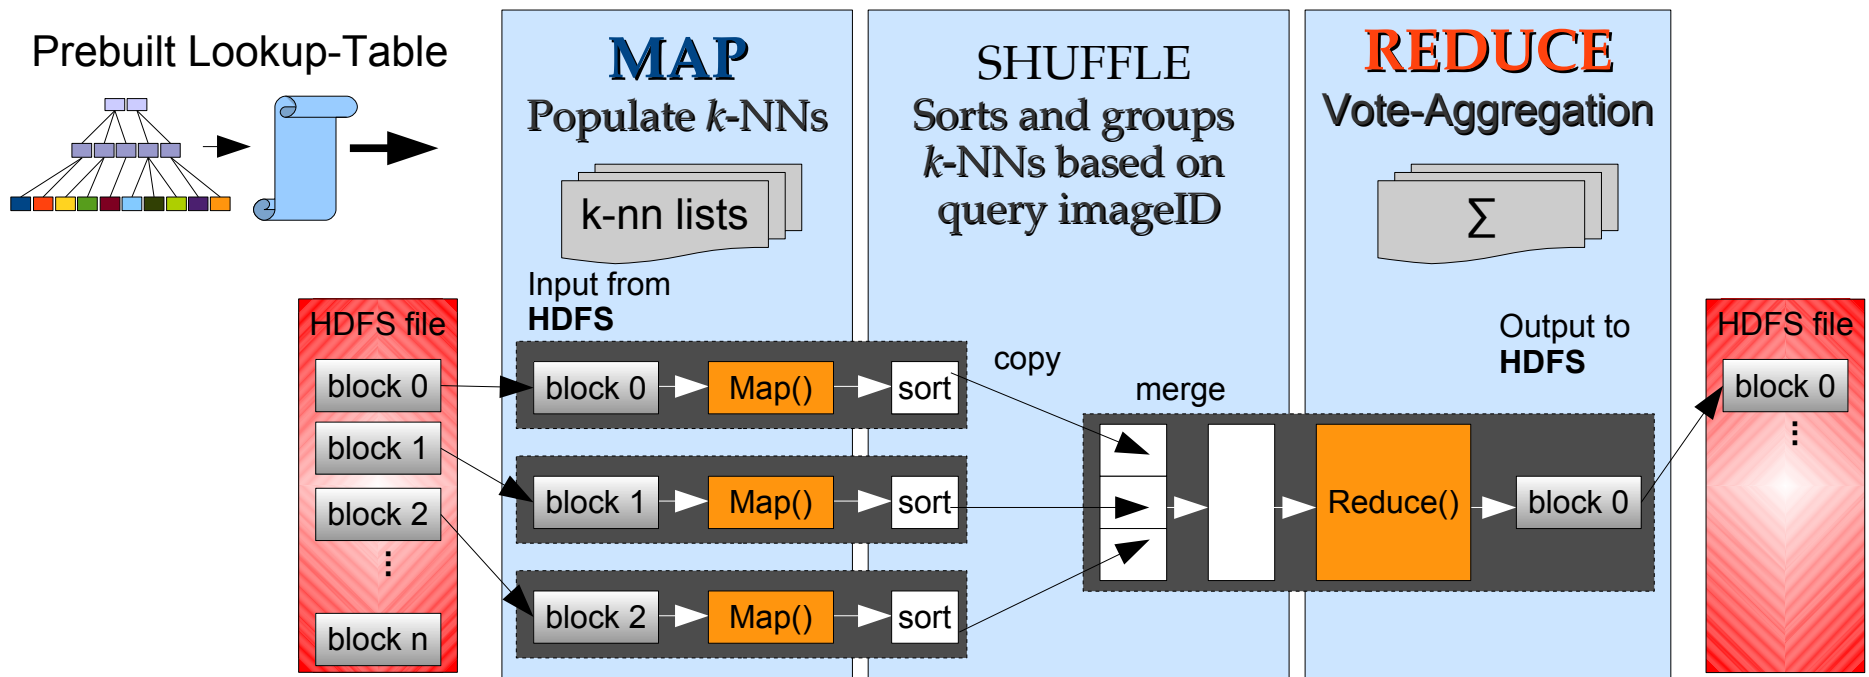 Prebuilt Lookup-Table
MAP
Populate k-NNs
k-nn lists
Input from
HDFS
SHUFFLE
Sorts and groups
k-NNs based on
query imageID
REDUCE
Vote-Aggregation
Σ
Output to
HDFS
HDFS file
block 0
block 1
block 2
⋮
block n
block 0
Map()
sort
block 1
Map()
sort
block 2
Map()
sort
copy
merge
Reduce()
block 0
HDFS file
block 0
⋮